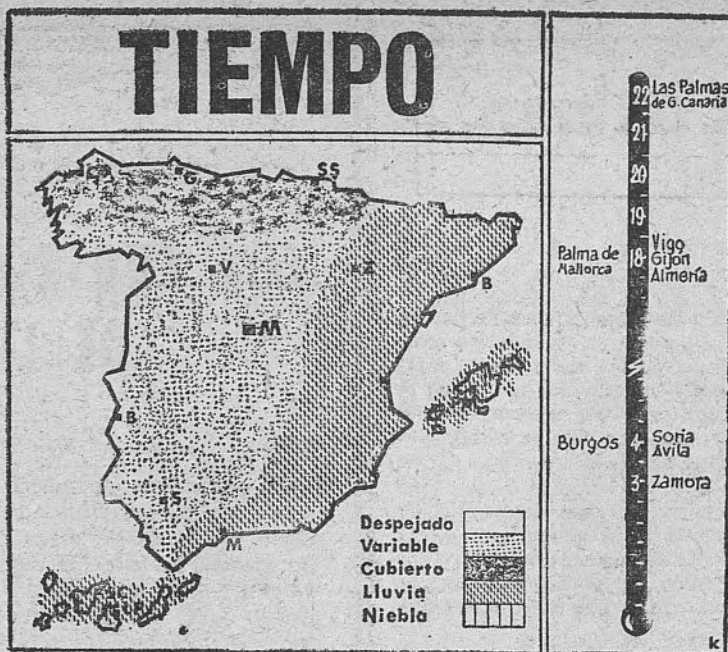 TIEMPO
C
G
SS
V
Z
B
M
B
S
M
Despejado
Variable
Cubierto
Lluvia
Niebla
22 Las Palmas
de G. Canaria
21
20
19
Palma de
Mallorca
18
Vigo
Gijon
Almería
Burgos
4
Soria
Avila
3
Zamora
k